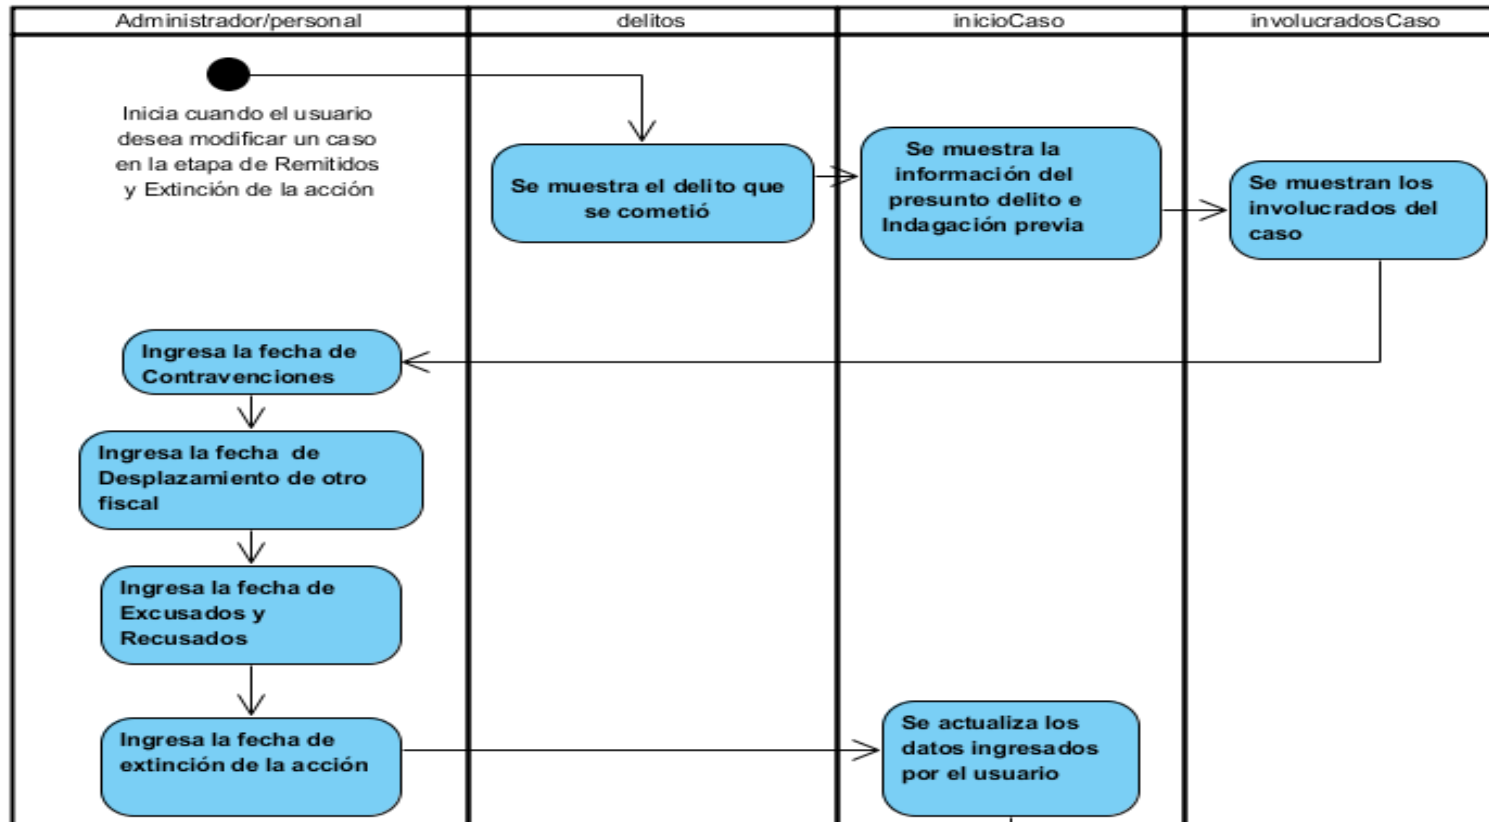 Administrador/personal
delitos
inicioCaso
involucradosCaso
Inicia cuando el usuario
desea modificar un caso
en la etapa de Remitidos
y Extinción de la acción
Se muestra el delito que
se cometió
Se muestra la
información del
presunto delito e
Indagación previa
Se muestran los
involucrados del
caso
Ingresa la fecha de
Contravenciones
Ingresa la fecha de
Desplazamiento de otro
fiscal
Ingresa la fecha de
Excusados y
Recusados
Ingresa la fecha de
extinción de la acción
Se actualiza los
datos ingresados
por el usuario